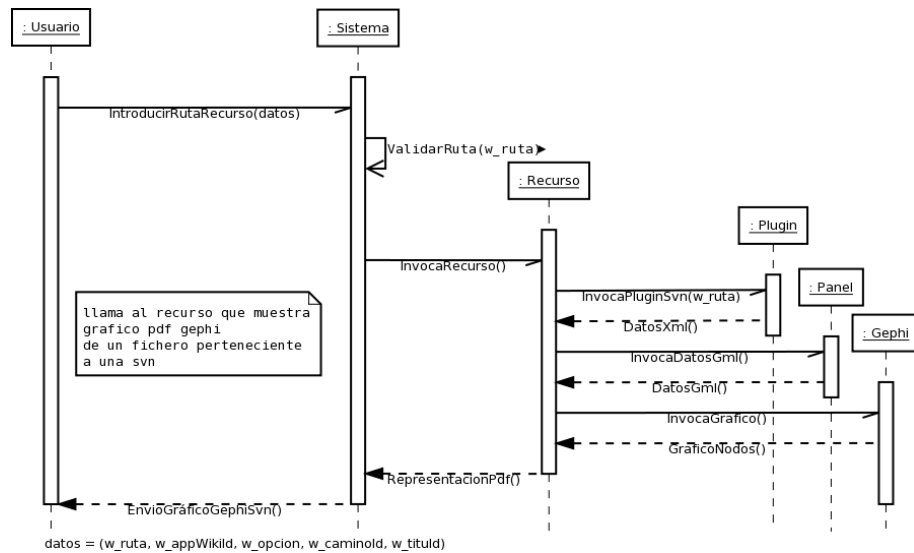 : Usuario
: Sistema
IntroducirRutaRecurso(datos)
ValidarRuta(w_ruta)
: Recurso
: Plugin
InvocaRecurso()
: Panel
InvocaPluginSvn(w_ruta)
llama al recurso que muestra
grafico pdf gephi
de un fichero perteneciente
a una svn
DatosXml()
: Gephi
InvocaDatosGml()
DatosGml()
InvocaGrafico()
GraficoNodos()
RepresentacionPdf()
EnvioGráficoGephiSvn()
datos = (w_ruta, w_appWikiId, w_opcion, w_caminoId, w_tituId)